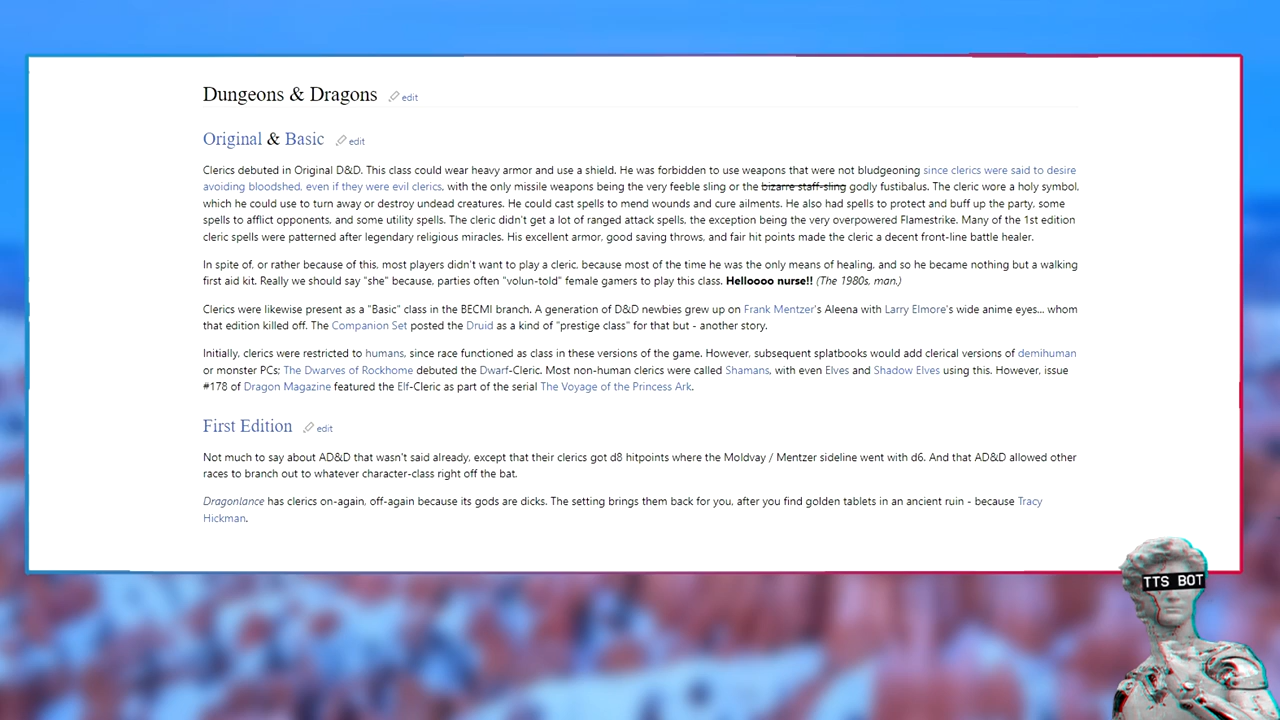 Dungeons & Dragons edit
Original & Basic edit
Clerics debuted in Original D&D. This class could wear heavy armor and use a shield. He was forbidden to use weapons that were not bludgeoning since clerics were said to desire
avoiding bloodshed, even if they were evil clerics, with the only missile weapons being the very feeble sling or the bizarre staff-sling godly fustibalus. The cleric wore a holy symbol,
which he could use to turn away or destroy undead creatures. He could cast spells to mend wounds and cure ailments. He also had spells to protect and buff up the party, some
spells to afflict opponents, and some utility spells. The cleric didn't get a lot of ranged attack spells, the exception being the very overpowered Flamestrike. Many of the 1st edition
cleric spells were patterned after legendary religious miracles. His excellent armor, good saving throws, and fair hit points made the cleric a decent front-line battle healer.
In spite of, or rather because of this, most players didn't want to play a cleric, because most of the time he was the only means of healing, and so he became nothing but a walking
first aid kit. Really we should say "she" because, parties often "volun-told" female gamers to play this class. Helloooo nurse!! (The 1980s, man.)
Clerics were likewise present as a "Basic" class in the BECMI branch. A generation of D&D newbies grew up on Frank Mentzer's Aleena with Larry Elmore's wide anime eyes... whom
that edition killed off. The Companion Set posted the Druid as a kind of "prestige class" for that but - another story.
Initially, clerics were restricted to humans, since race functioned as class in these versions of the game. However, subsequent splatbooks would add clerical versions of demihuman
or monster PCs; The Dwarves of Rockhome debuted the Dwarf-Cleric. Most non-human clerics were called Shamans, with even Elves and Shadow Elves using this. However, issue
#178 of Dragon Magazine featured the Elf-Cleric as part of the serial The Voyage of the Princess Ark.
First Edition edit
Not much to say about AD&D that wasn't said already, except that their clerics got d8 hitpoints where the Moldvay / Mentzer sideline went with d6. And that AD&D allowed other
races to branch out to whatever character-class right off the bat.
Dragonlance has clerics on-again, off-again because its gods are dicks. The setting brings them back for you, after you find golden tablets in an ancient ruin - because Tracy
Hickman.
TTS BOT